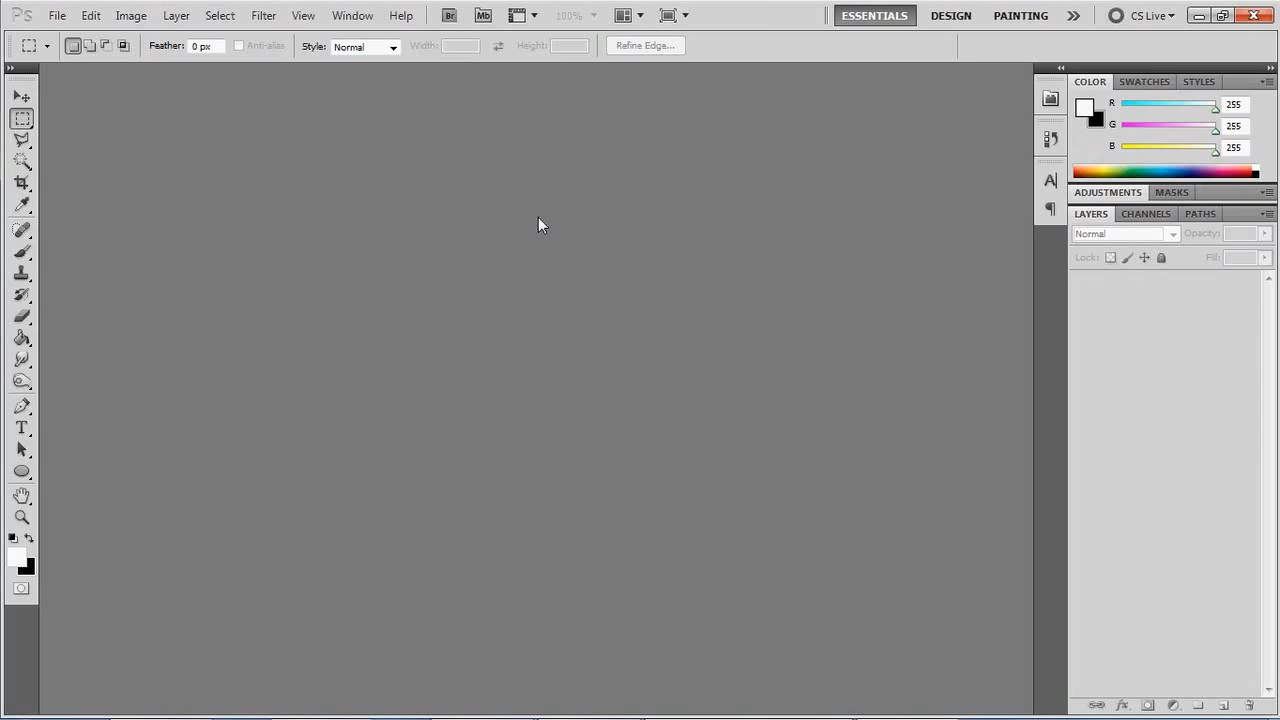 Ps File Edit Image Layer Select Filter View Window Help Br Mb 100% ESSENTIALS DESIGN PAINTING CS Live
Feather: 0 px Anti-alias Style: Normal Width: Height: Refine Edge...
COLOR SWATCHES STYLES
R 255
G 255
B 255
ADJUSTMENTS MASKS
LAYERS CHANNELS PATHS
Normal Opacity:
Lock: Fill: